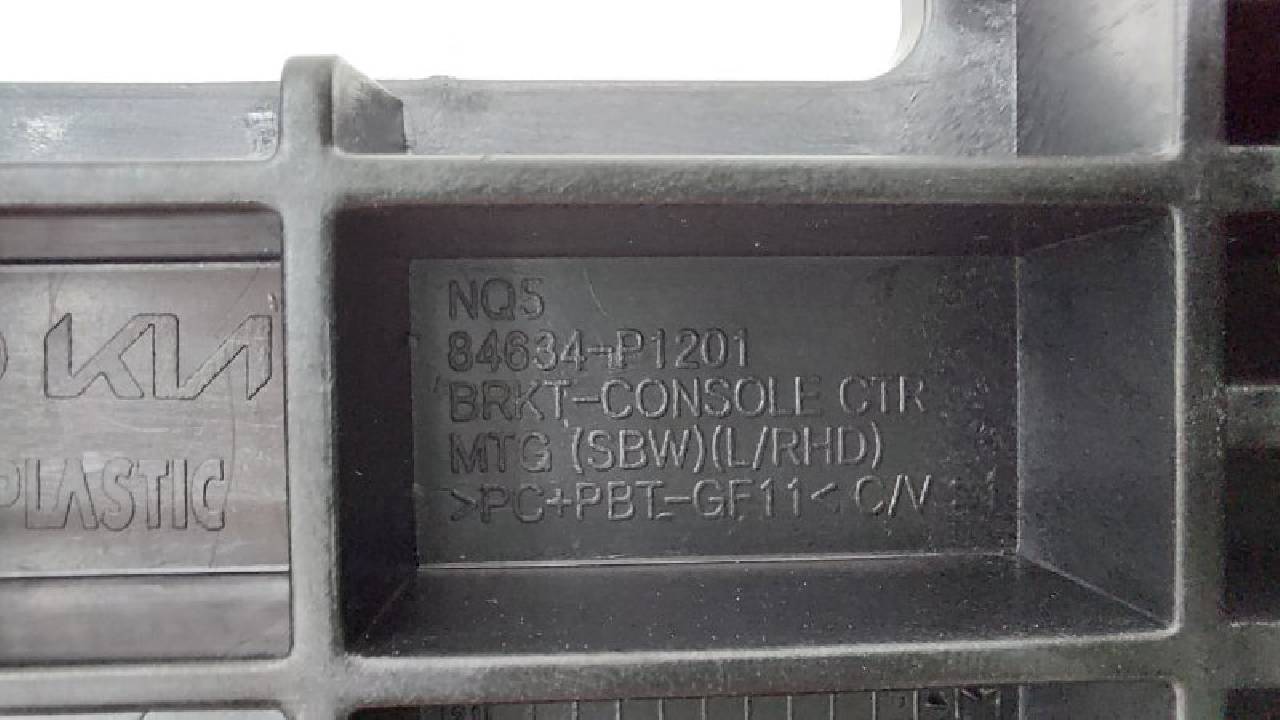 KIA
PLASTIC
NQ5
84634-P1201
BRKT-CONSOLE CTR
MTG (SBW)(L/RHD)
>PC+PBT-GF11< C/V